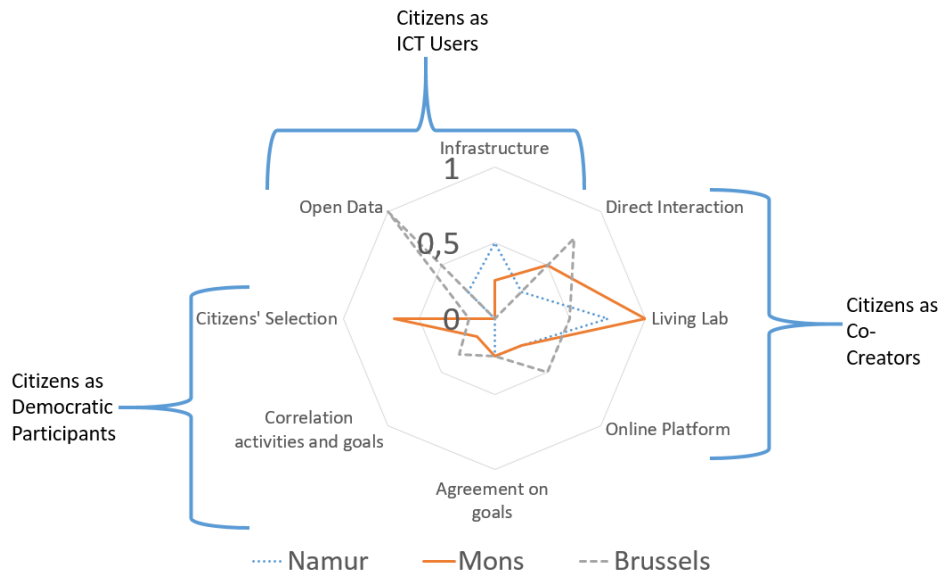 Citizens as
ICT Users
Infrastructure
1
Open Data
Direct Interaction
0,5
Citizens' Selection
0
Living Lab
Citizens as
Co-
Creators
Citizens as
Democratic
Participants
Correlation
activities and goals
Online Platform
Agreement on
goals
Namur
Mons
Brussels